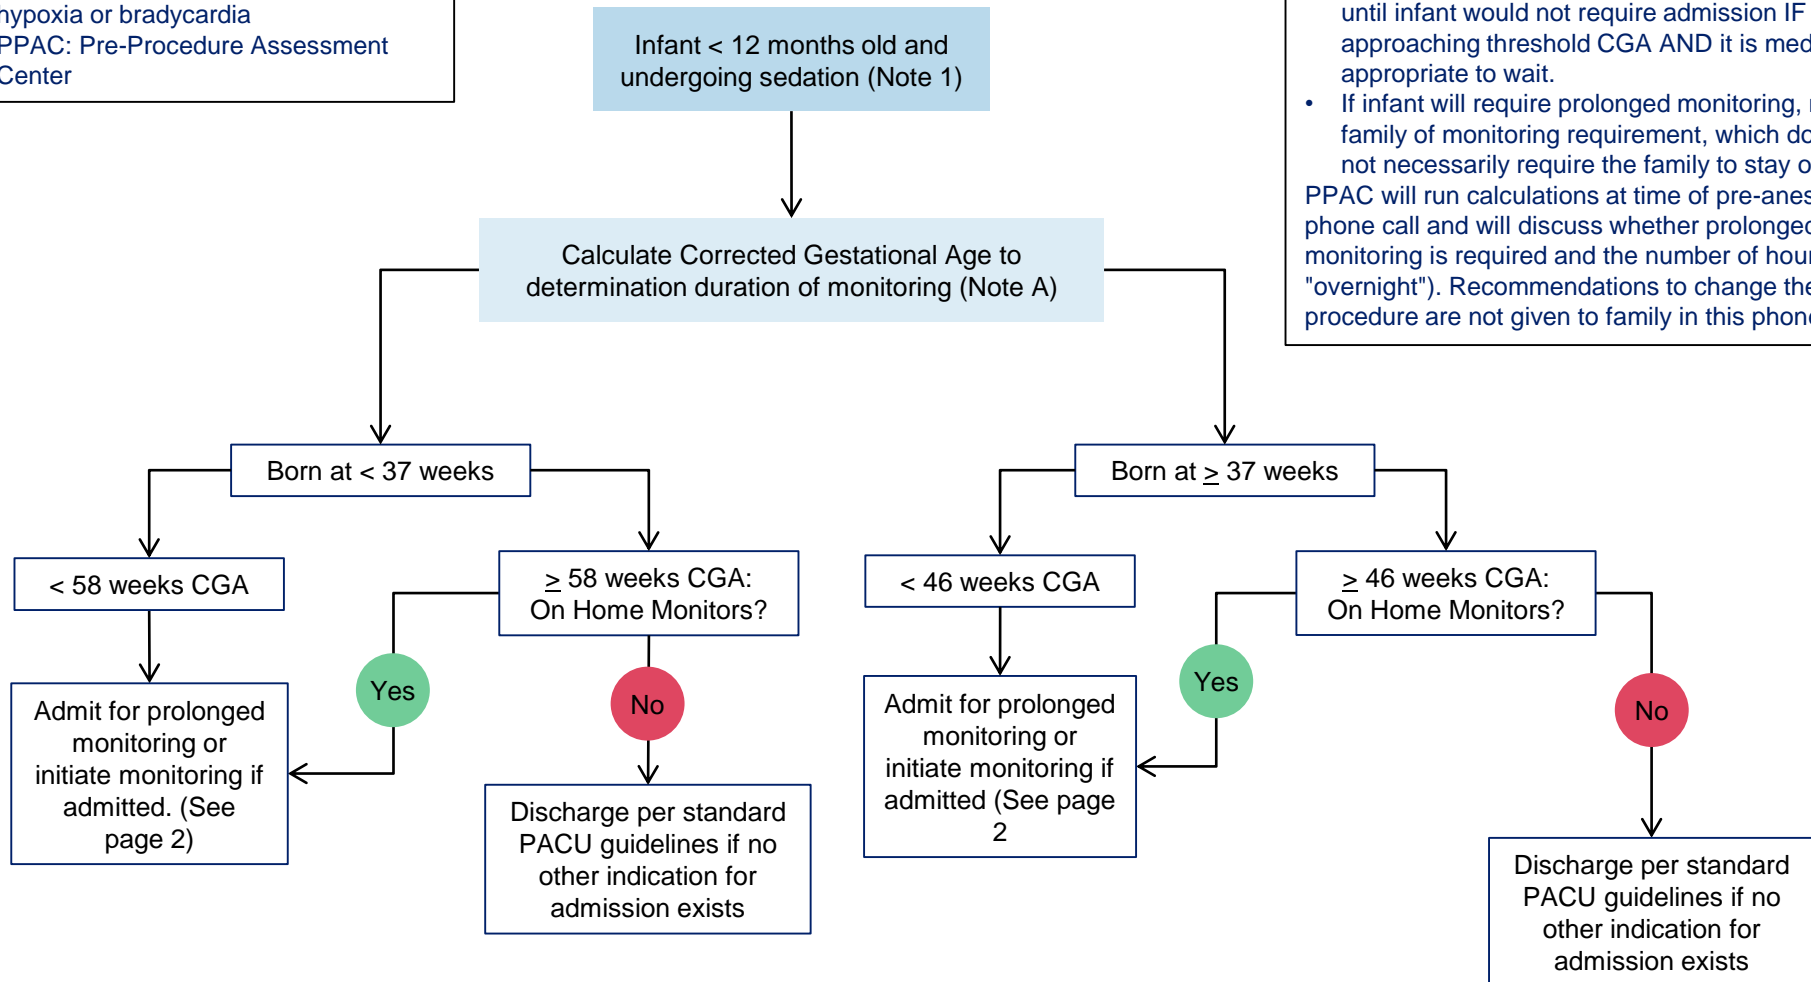 hypoxia or bradycardia
PPAC: Pre-Procedure Assessment
Center
Infant < 12 months old and
undergoing sedation (Note 1)
until infant would not require admission IF
approaching threshold CGA AND it is med
appropriate to wait.
• If infant will require prolonged monitoring,
family of monitoring requirement, which do
not necessarily require the family to stay o
PPAC will run calculations at time of pre-anes
phone call and will discuss whether prolonged
monitoring is required and the number of hour
"overnight"). Recommendations to change the
procedure are not given to family in this phone
Calculate Corrected Gestational Age to
determination duration of monitoring (Note A)
Born at < 37 weeks
Born at ≥ 37 weeks
< 58 weeks CGA
≥ 58 weeks CGA:
On Home Monitors?
< 46 weeks CGA
≥ 46 weeks CGA:
On Home Monitors?
Yes
No
Yes
No
Admit for prolonged
monitoring or
initiate monitoring if
admitted. (See
page 2)
Discharge per standard
PACU guidelines if no
other indication for
admission exists
Admit for prolonged
monitoring or
initiate monitoring if
admitted (See page
2
Discharge per standard
PACU guidelines if no
other indication for
admission exists